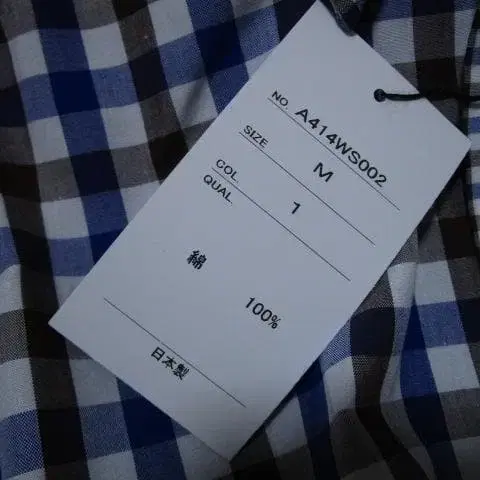 NO. A414WS002
SIZE M
COL. 1
QUAL.
綿 100%
日本製